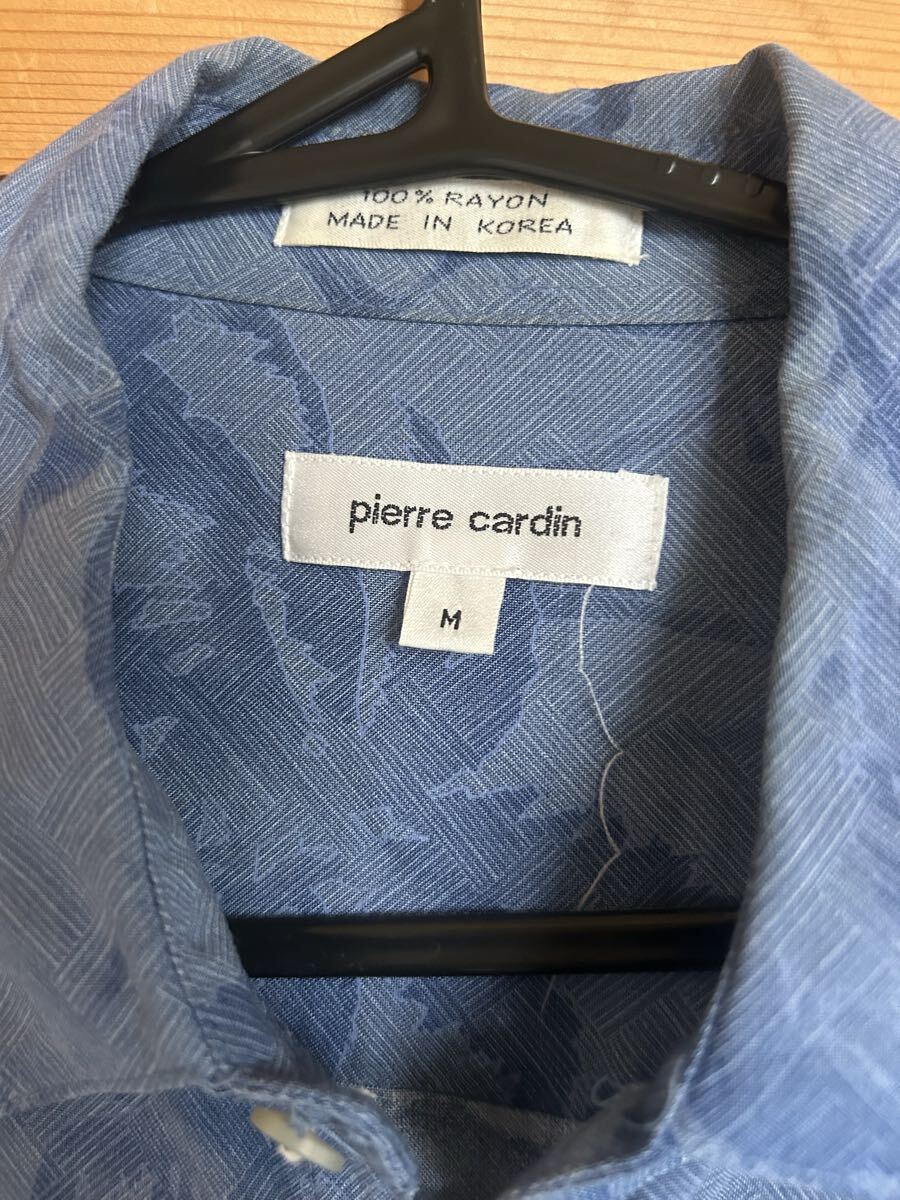 100% RAYON
MADE IN KOREA
pierre cardin
M